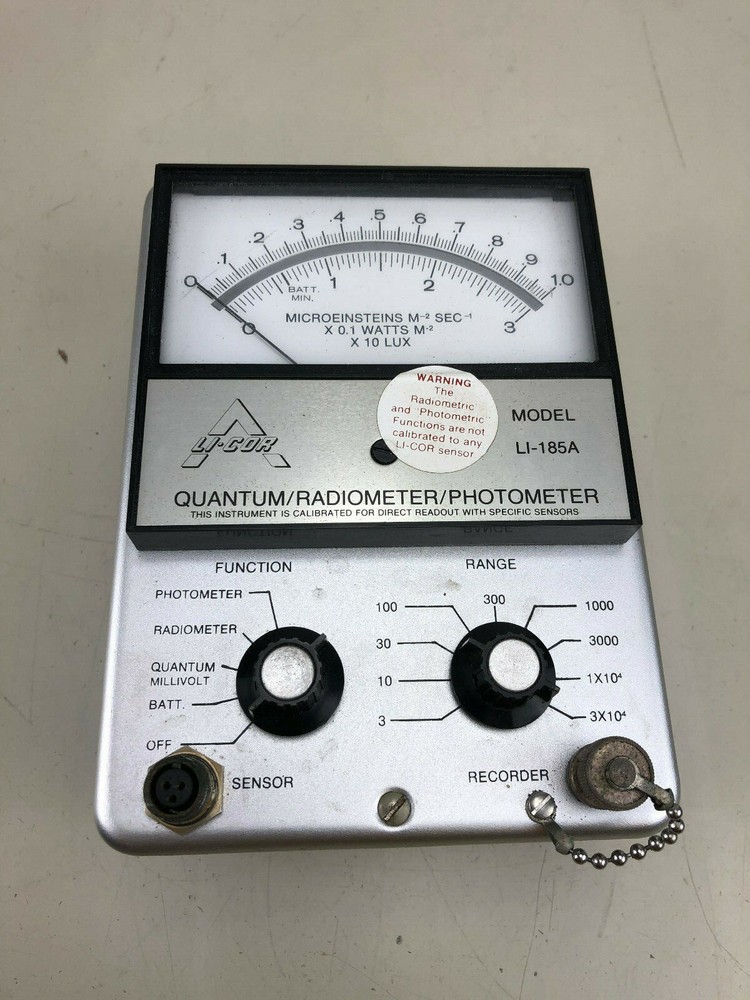 0 .1 .2 .3 .4 .5 .6 .7 .8 .9 1.0
0 1 2 3
BATT.
MIN.
MICROEINSTEINS M⁻² SEC⁻¹
X 0.1 WATTS M⁻²
X 10 LUX
LI-COR
WARNING
The
Radiometric
and Photometric
Functions are not
calibrated to any
LI-COR sensor
MODEL
LI-185A
QUANTUM/RADIOMETER/PHOTOMETER
THIS INSTRUMENT IS CALIBRATED FOR DIRECT READOUT WITH SPECIFIC SENSORS
FUNCTION
PHOTOMETER
RADIOMETER
QUANTUM
MILLIVOLT
BATT.
OFF
RANGE
300
100 1000
30 3000
10 1X10⁴
3 3X10⁴
SENSOR
RECORDER